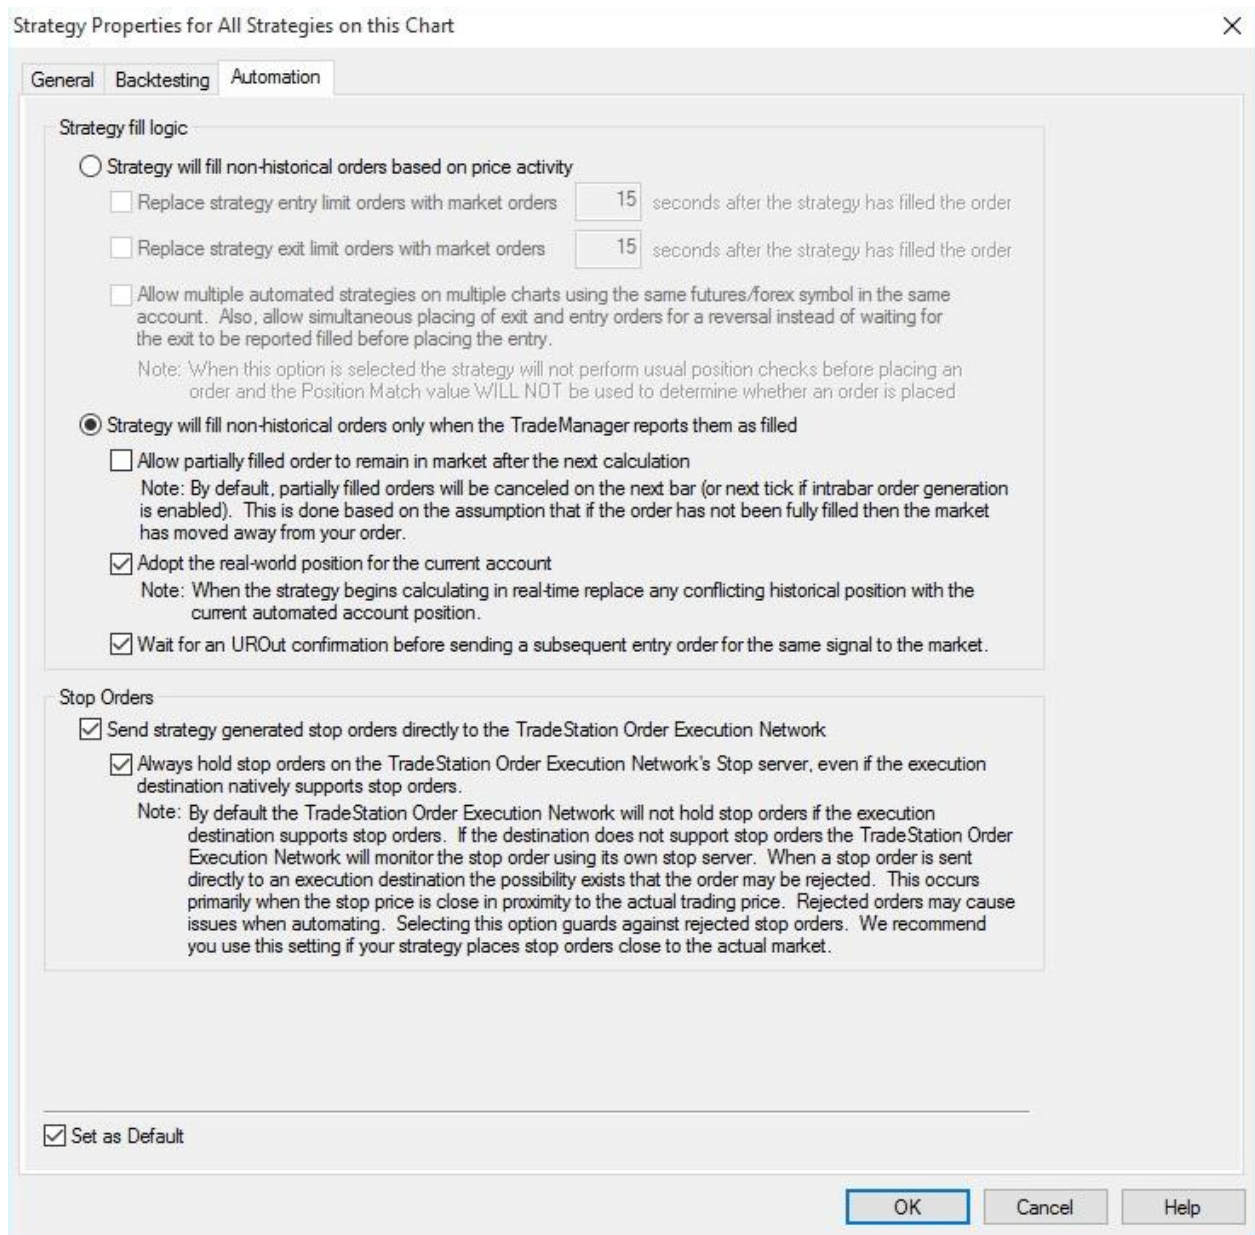 Strategy Properties for All Strategies on this Chart
General Backtesting Automation
Strategy fill logic
Strategy will fill non-historical orders based on price activity
Replace strategy entry limit orders with market orders 15 seconds after the strategy has filled the order
Replace strategy exit limit orders with market orders 15 seconds after the strategy has filled the order
Allow multiple automated strategies on multiple charts using the same futures/forex symbol in the same
account. Also, allow simultaneous placing of exit and entry orders for a reversal instead of waiting for
the exit to be reported filled before placing the entry.
Note: When this option is selected the strategy will not perform usual position checks before placing an
order and the Position Match value WILL NOT be used to determine whether an order is placed
Strategy will fill non-historical orders only when the TradeManager reports them as filled
Allow partially filled order to remain in market after the next calculation
Note: By default, partially filled orders will be canceled on the next bar (or next tick if intrabar order generation
is enabled). This is done based on the assumption that if the order has not been fully filled then the market
has moved away from your order.
Adopt the real-world position for the current account
Note: When the strategy begins calculating in real-time replace any conflicting historical position with the
current automated account position.
Wait for an UROut confirmation before sending a subsequent entry order for the same signal to the market.
Stop Orders
Send strategy generated stop orders directly to the TradeStation Order Execution Network
Always hold stop orders on the TradeStation Order Execution Network's Stop server, even if the execution
destination natively supports stop orders.
Note: By default the TradeStation Order Execution Network will not hold stop orders if the execution
destination supports stop orders. If the destination does not support stop orders the TradeStation Order
Execution Network will monitor the stop order using its own stop server. When a stop order is sent
directly to an execution destination the possibility exists that the order may be rejected. This occurs
primarily when the stop price is close in proximity to the actual trading price. Rejected orders may cause
issues when automating. Selecting this option guards against rejected stop orders. We recommend
you use this setting if your strategy places stop orders close to the actual market.
Set as Default
OK Cancel Help